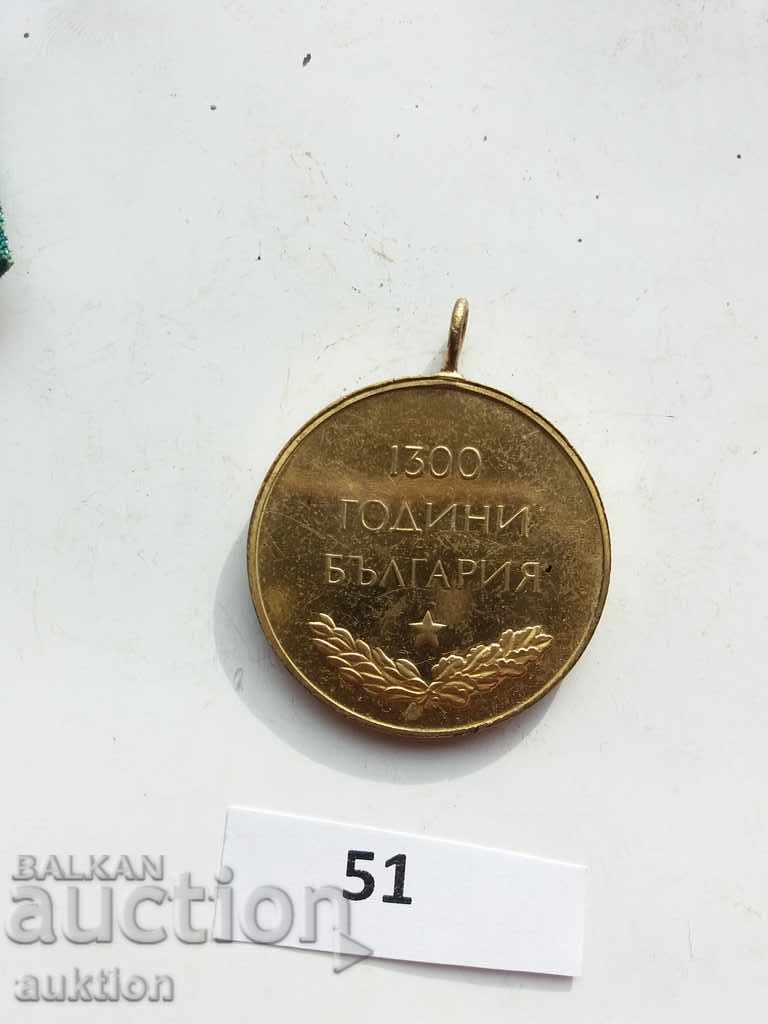 1300
ГОДИНИ
БЪЛГАРИЯ
51
BALKAN
auction
auktion